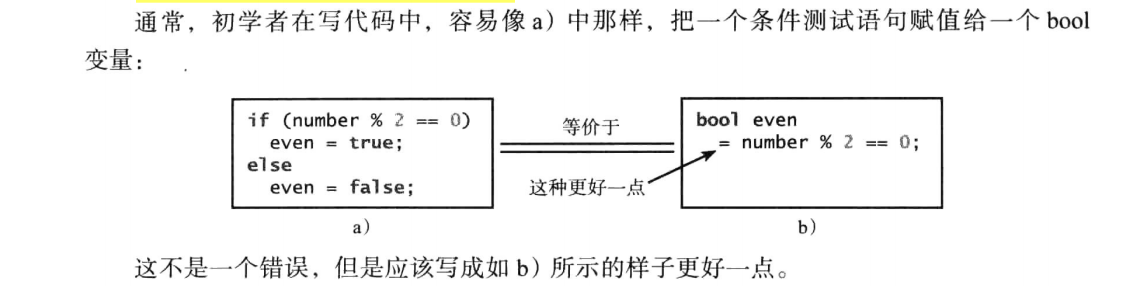 通常，初学者在写代码中，容易像a）中那样，把一个条件测试语句赋值给一个 bool
变量：
if (number % 2 == 0)
even = true;
else
even = false;
a）
等价于
这种更好一点
bool even
= number % 2 == 0;
b）
这不是一个错误，但是应该写成如 b）所示的样子更好一点。